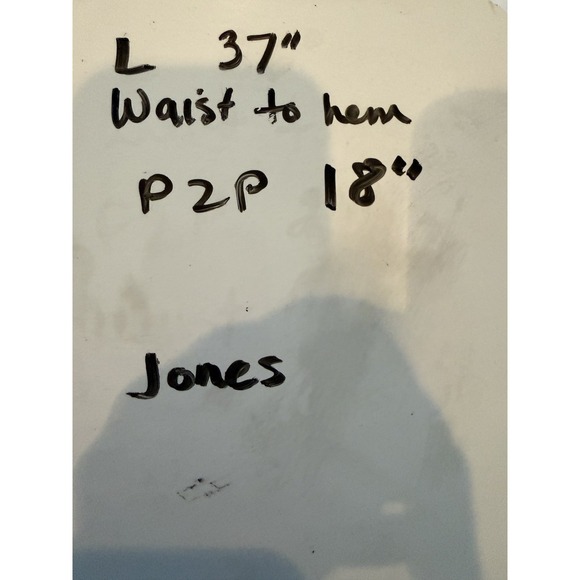 L 37"
Waist to hem
P2P 18"
Jones